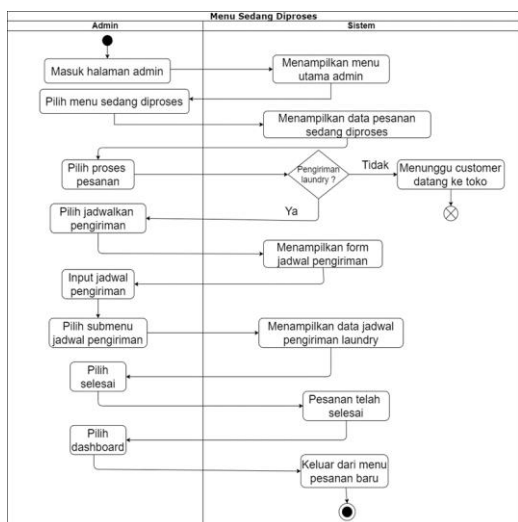 Menu Sedang Diproses
Admin
Sistem
Masuk halaman admin
Menampilkan menu
utama admin
Pilih menu sedang diproses
Menampilkan data pesanan
sedang diproses
Pilih proses
pesanan
Pengiriman
laundry ?
Tidak
Menunggu customer
datang ke toko
Ya
Pilih jadwalkan
pengiriman
Menampilkan form
jadwal pengiriman
Input jadwal
pengiriman
Pilih submenu
jadwal pengiriman
Menampilkan data jadwal
pengiriman laundry
Pilih
selesai
Pesanan telah
selesai
Pilih
dashboard
Keluar dari menu
pesanan baru